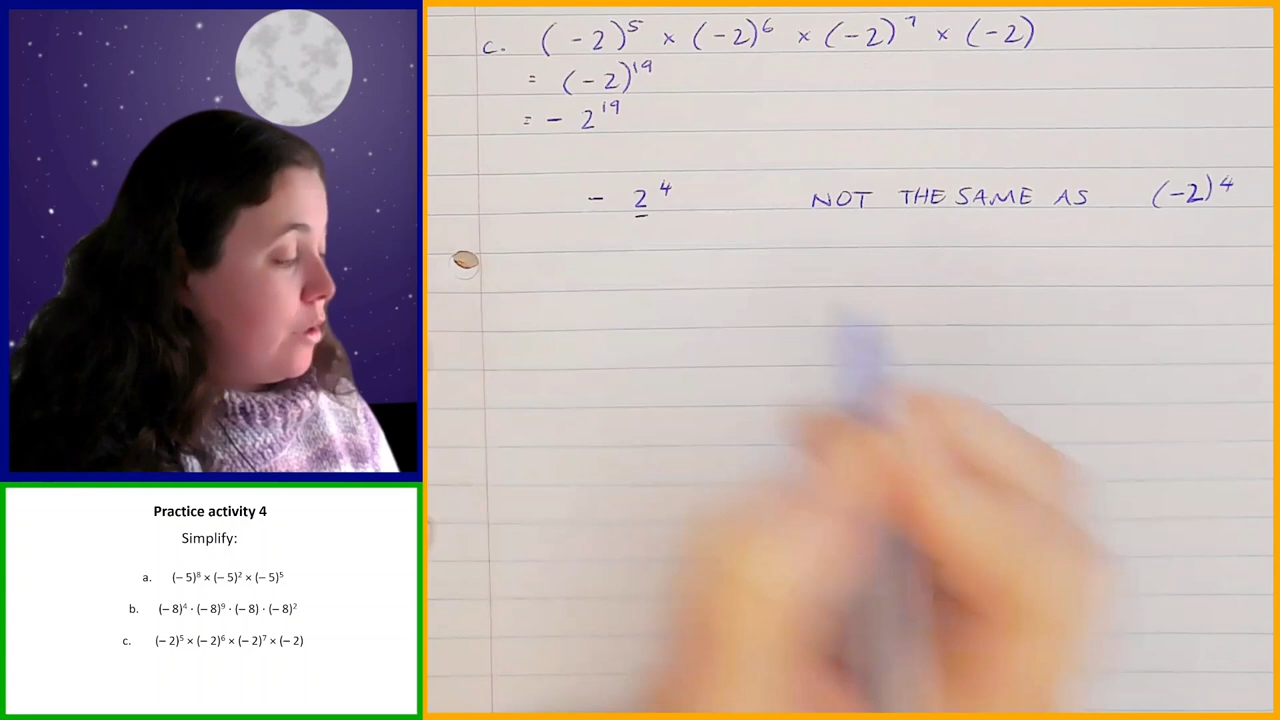 c. (-2)⁵ × (-2)⁶ × (-2)⁷ × (-2)
= (-2)¹⁹
= - 2¹⁹
- 2⁴ NOT THE SAME AS (-2)⁴
Practice activity 4
Simplify:
a. (– 5)⁸ × (– 5)² × (– 5)⁵
b. (– 8)⁴ · (– 8)⁹ · (– 8) · (– 8)²
c. (– 2)⁵ × (– 2)⁶ × (– 2)⁷ × (– 2)